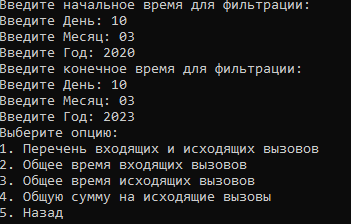 Введите начальное время для фильтрации:
Введите День: 10
Введите Месяц: 03
Введите Год: 2020
Введите конечное время для фильтрации:
Введите День: 10
Введите Месяц: 03
Введите Год: 2023
Выберите опцию:
1. Перечень входящих и исходящих вызовов
2. Общее время входящих вызовов
3. Общее время исходящих вызовов
4. Общую сумму на исходящие вызовы
5. Назад